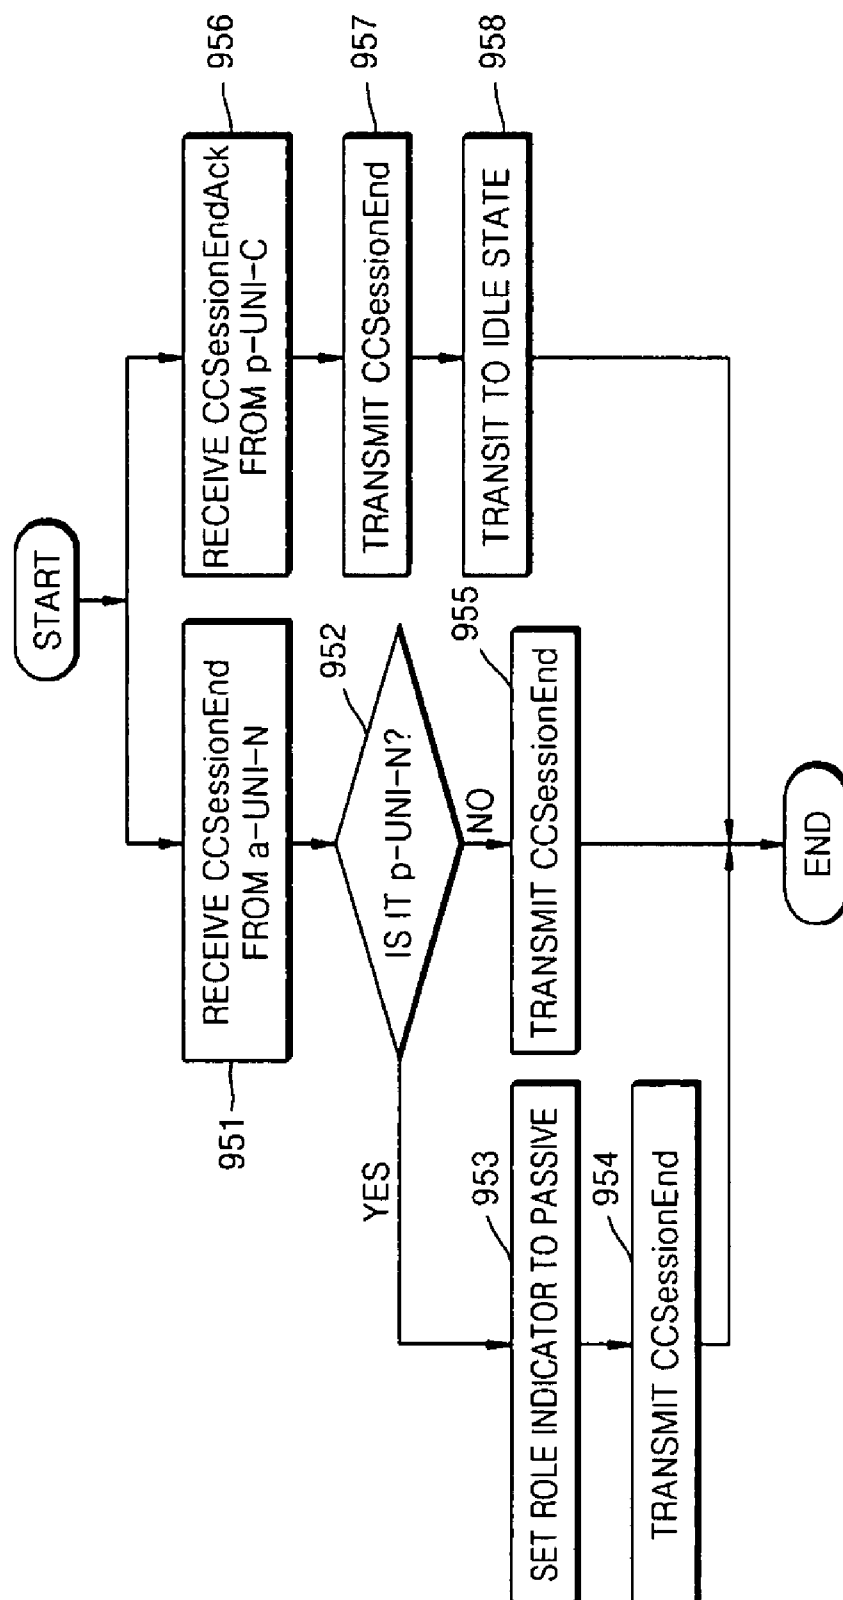 START
RECEIVE CCSessionEnd
FROM a-UNI-N
951
IS IT p-UNI-N?
952
YES
NO
SET ROLE INDICATOR TO PASSIVE
953
TRANSMIT CCSessionEnd
954
TRANSMIT CCSessionEnd
955
RECEIVE CCSessionEndAck
FROM p-UNI-C
956
TRANSMIT CCSessionEnd
957
TRANSIT TO IDLE STATE
958
END